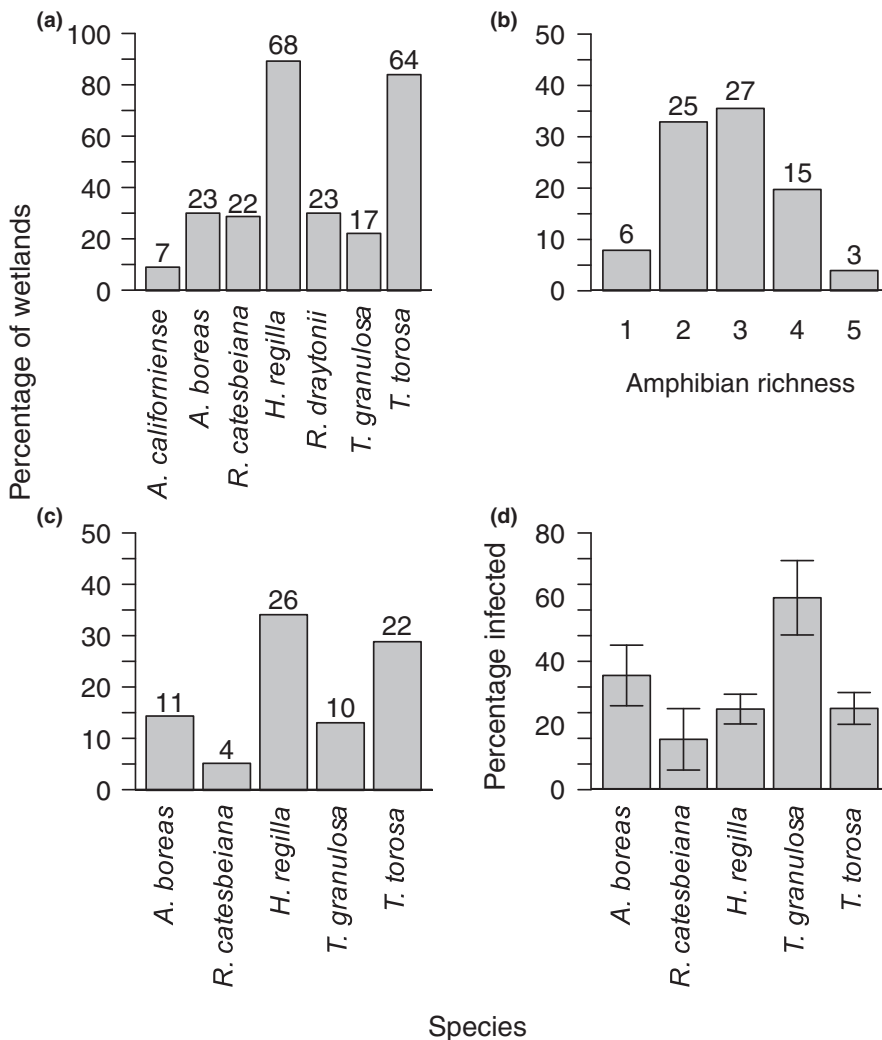 (a)
Percentage of wetlands
100
80
60
40
20
0
7
23
22
68
23
17
64
A. californiense
A. boreas
R. catesbeiana
H. regilla
R. draytonii
T. granulosa
T. torosa
(b)
50
40
30
20
10
0
6
25
27
15
3
1 2 3 4 5
Amphibian richness
(c)
50
40
30
20
10
0
11
4
26
10
22
A. boreas
R. catesbeiana
H. regilla
T. granulosa
T. torosa
(d)
Percentage infected
80
60
40
20
0
A. boreas
R. catesbeiana
H. regilla
T. granulosa
T. torosa
Species